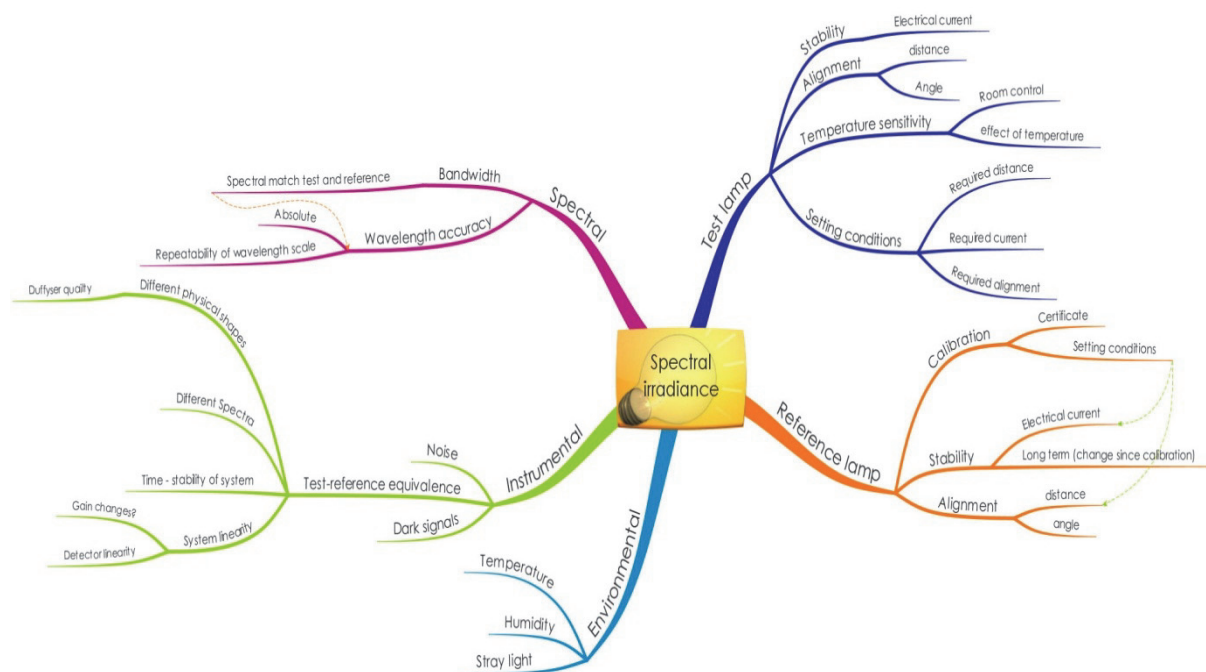 Spectral
irradiance
Test lamp
Stability
Electrical current
Alignment
distance
Angle
Temperature sensitivity
Room control
effect of temperature
Setting conditions
Required distance
Required current
Required alignment
Reference lamp
Calibration
Certificate
Setting conditions
Stability
Electrical current
Long term (change since calibration)
Alignment
distance
angle
Environmental
Temperature
Humidity
Stray light
Instrumental
Noise
Test-reference equivalence
Different physical shapes
Duffyser quailty
Different Spectra
Time - stability of system
System linearity
Gain changes?
Detector linearity
Dark signals
Spectral
Bandwidth
Spectral match test and reference
Wavelength accuracy
Absolute
Repeatability of wavelength scale